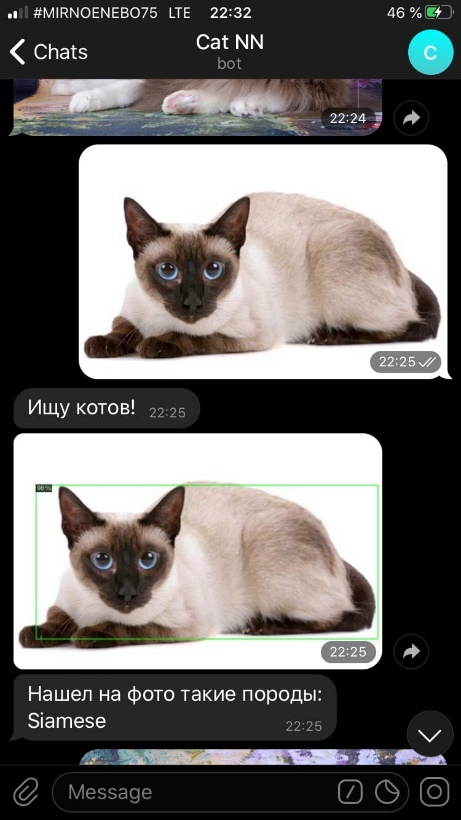 #MIRNOENEBO75 LTE 22:32 46 %
Chats
Cat NN
bot
C
22:24
22:25
Ищу котов! 22:25
98%
22:25
Нашел на фото такие породы:
Siamese
22:25
Message